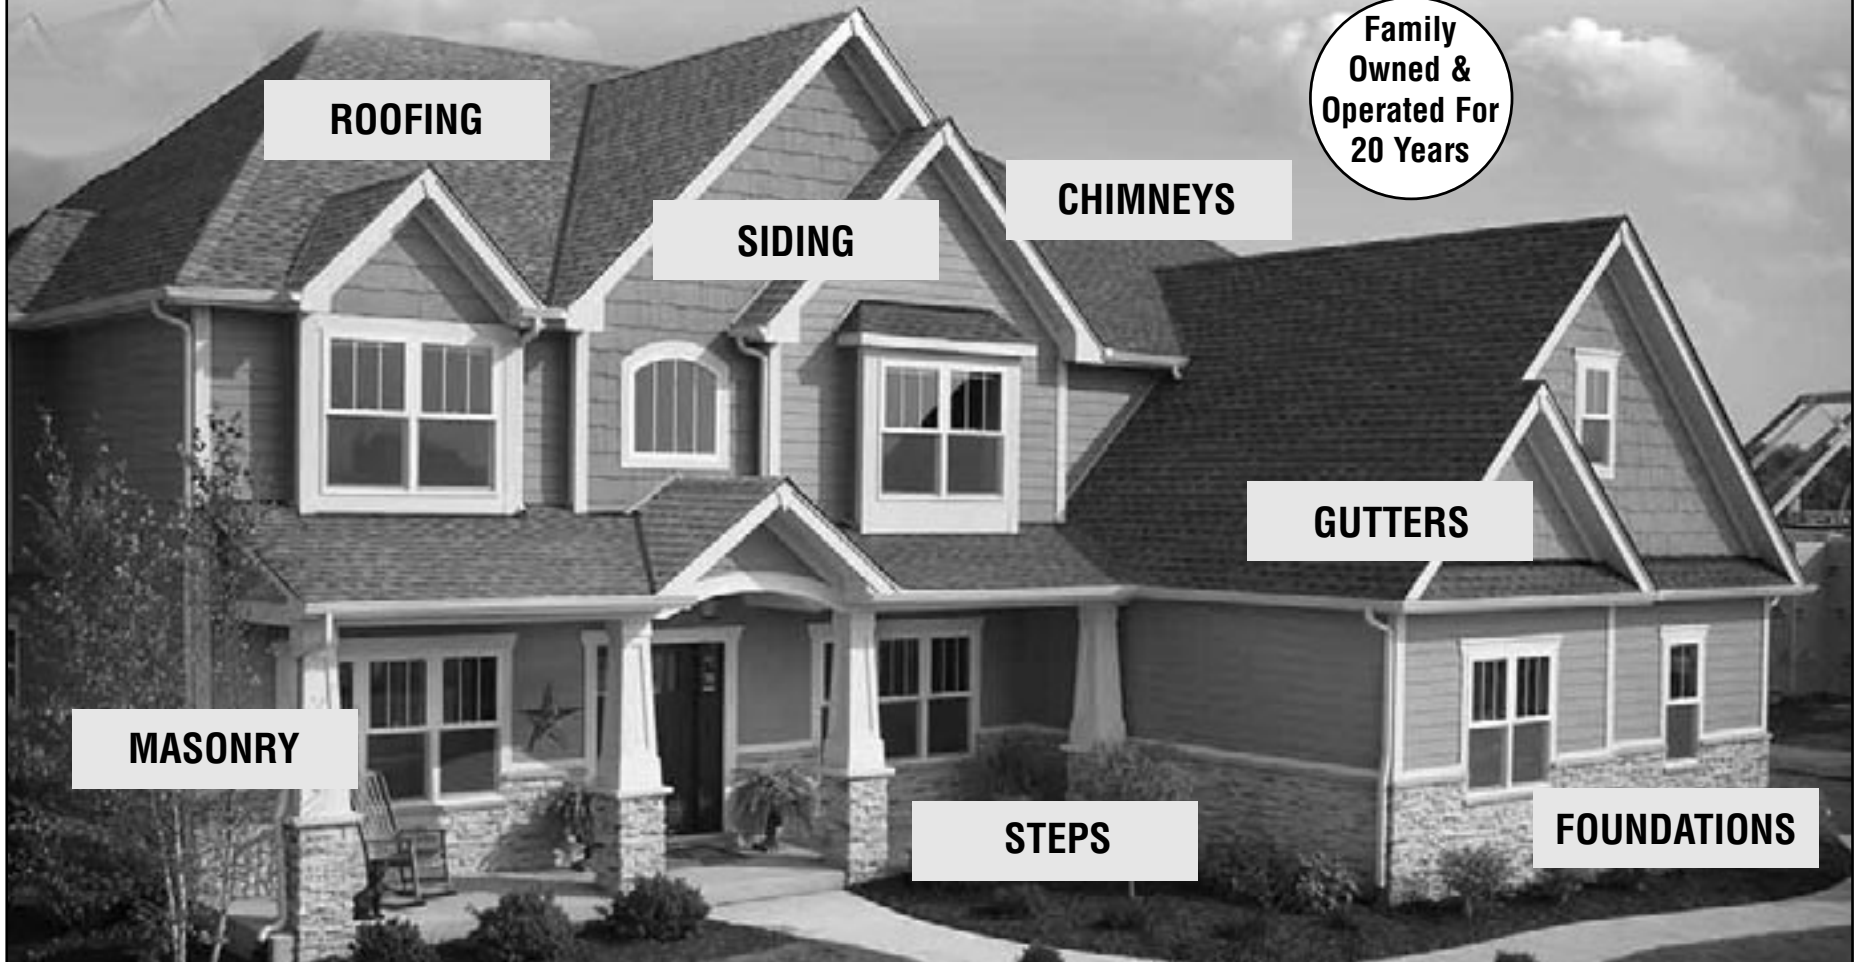 Family
Owned &
Operated For
20 Years
ROOFING
CHIMNEYS
SIDING
GUTTERS
MASONRY
STEPS
FOUNDATIONS